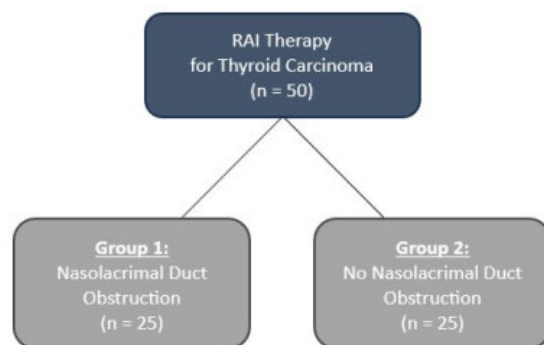 RAI Therapy
for Thyroid Carcinoma
(n = 50)
Group 1:
Nasolacrimal Duct
Obstruction
(n = 25)
Group 2:
No Nasolacrimal Duct
Obstruction
(n = 25)